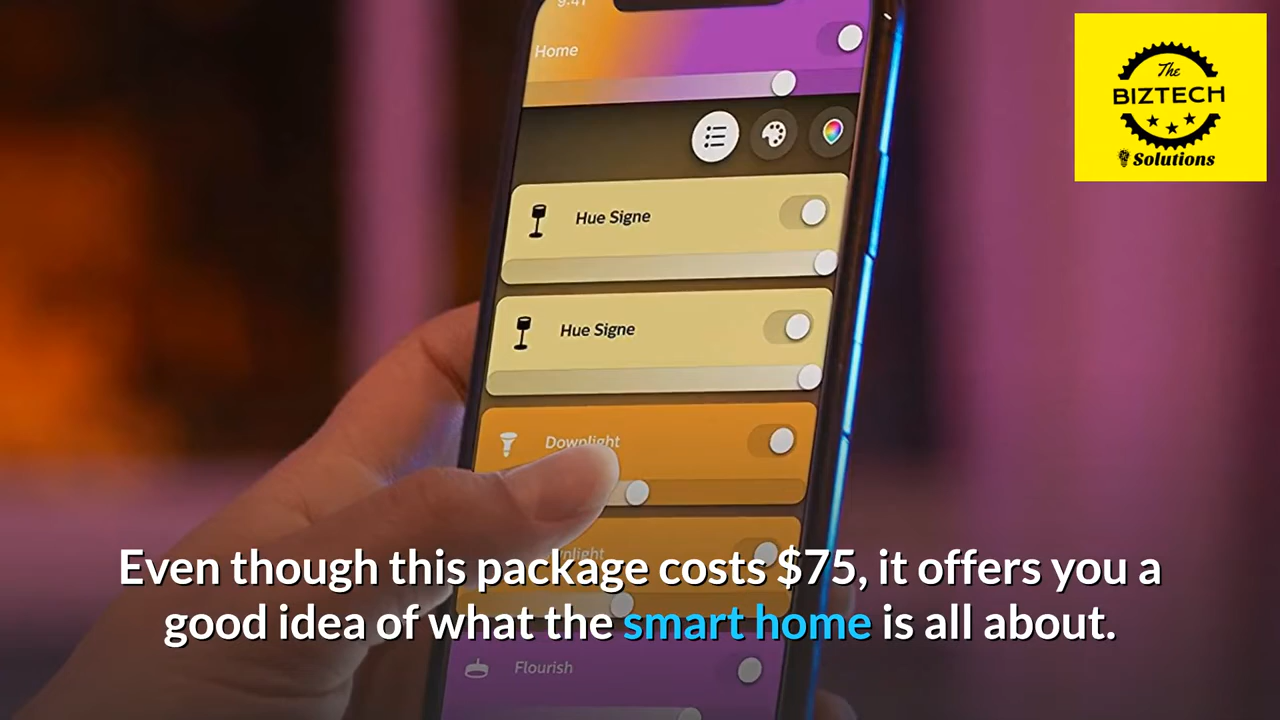 9:41
Home
The
BIZTECH
Solutions
Hue Signe
Hue Signe
Downlight
Flourish
Even though this package costs $75, it offers you a
good idea of what the smart home is all about.